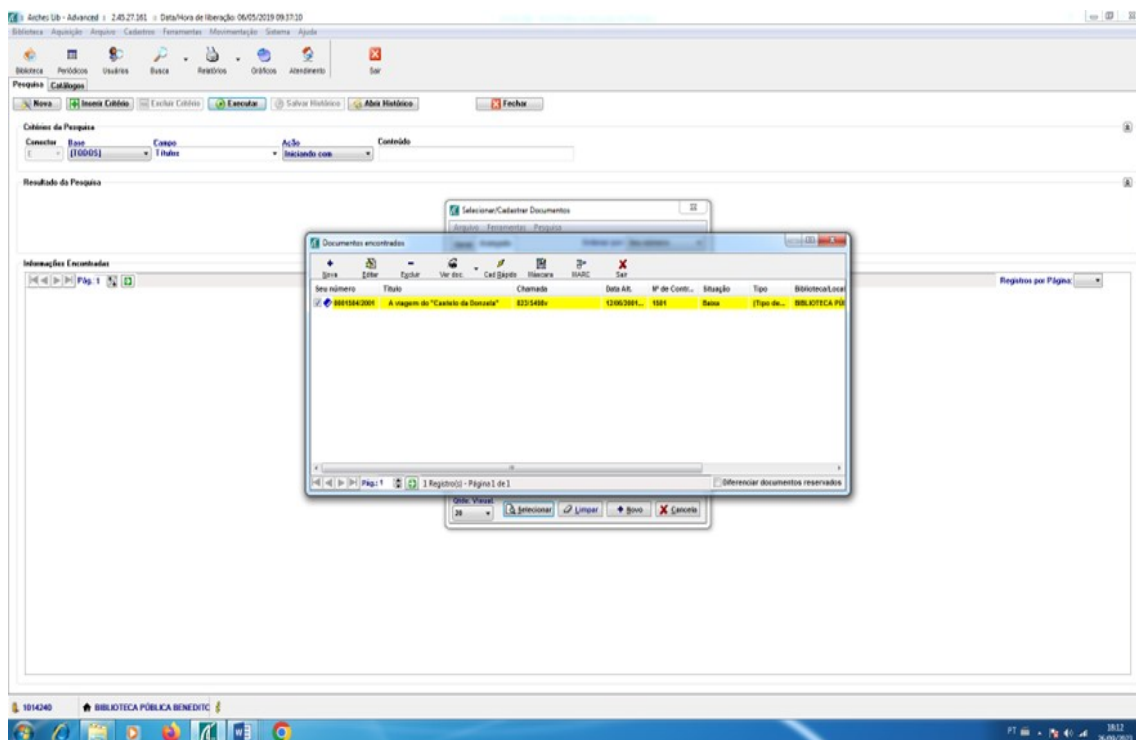 Arches Lib - Advanced :: 2.45.27.161 :: Data/Hora de liberação: 06/05/2019 09:37:10
Biblioteca Aquisição Arquivo Cadastros Ferramentas Movimentação Sistema Ajuda
Biblioteca Periódicos Usuários Busca Relatórios Gráficos Atendimento Sair
Pesquisa Catálogos
Nova Inserir Critério Excluir Critério Executar Salvar Histórico Abrir Histórico Fechar
Critérios da Pesquisa
Conector Base Campo Ação Conteúdo
E (TODOS) Títulos Iniciando com
Resultado da Pesquisa
Selecionar/Cadastrar Documentos
Arquivo Ferramentas Pesquisa
Documentos encontrados
Informações Encontradas
Novo Editar Excluir Ver doc. Cad Rápido Máscara MARC Sair
Pág. 1
Registros por Página:
Seu número Título Chamada Data Alt. Nº de Contr... Situação Tipo Biblioteca/Local
0001504/2001 A viagem do "Castelo da Donzela" 823/S498v 12/06/2001... 1501 Baixa (Tipo de... BIBLIOTECA PÚ
Pág.: 1 1 Registro(s) - Página 1 de 1 Diferenciar documentos reservados
Qtde. Visual.
20 Selecionar Limpar Novo Cancela
1014240 BIBLIOTECA PÚBLICA BENEDITC
PT 18:12